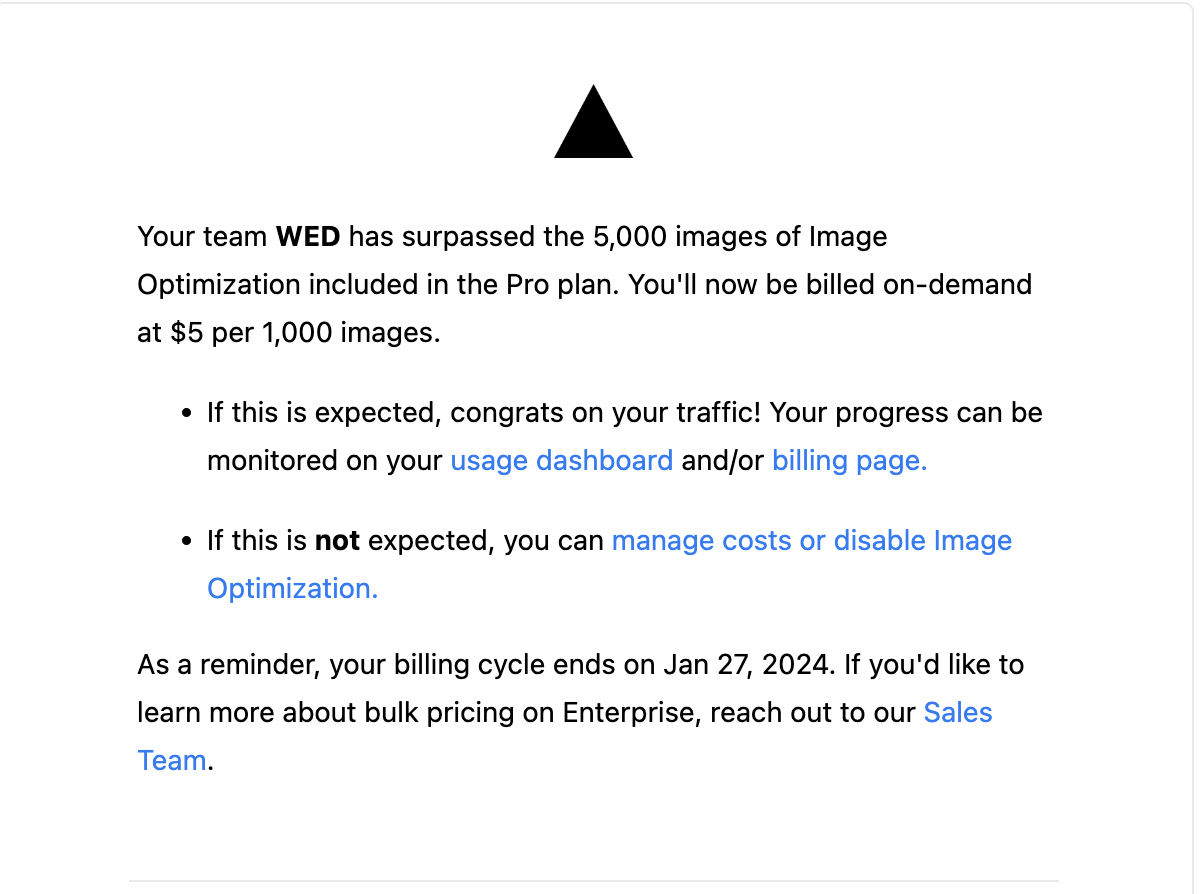 Your team WED has surpassed the 5,000 images of Image
Optimization included in the Pro plan. You'll now be billed on-demand
at $5 per 1,000 images.
• If this is expected, congrats on your traffic! Your progress can be
monitored on your usage dashboard and/or billing page.
• If this is not expected, you can manage costs or disable Image
Optimization.
As a reminder, your billing cycle ends on Jan 27, 2024. If you'd like to
learn more about bulk pricing on Enterprise, reach out to our Sales
Team.